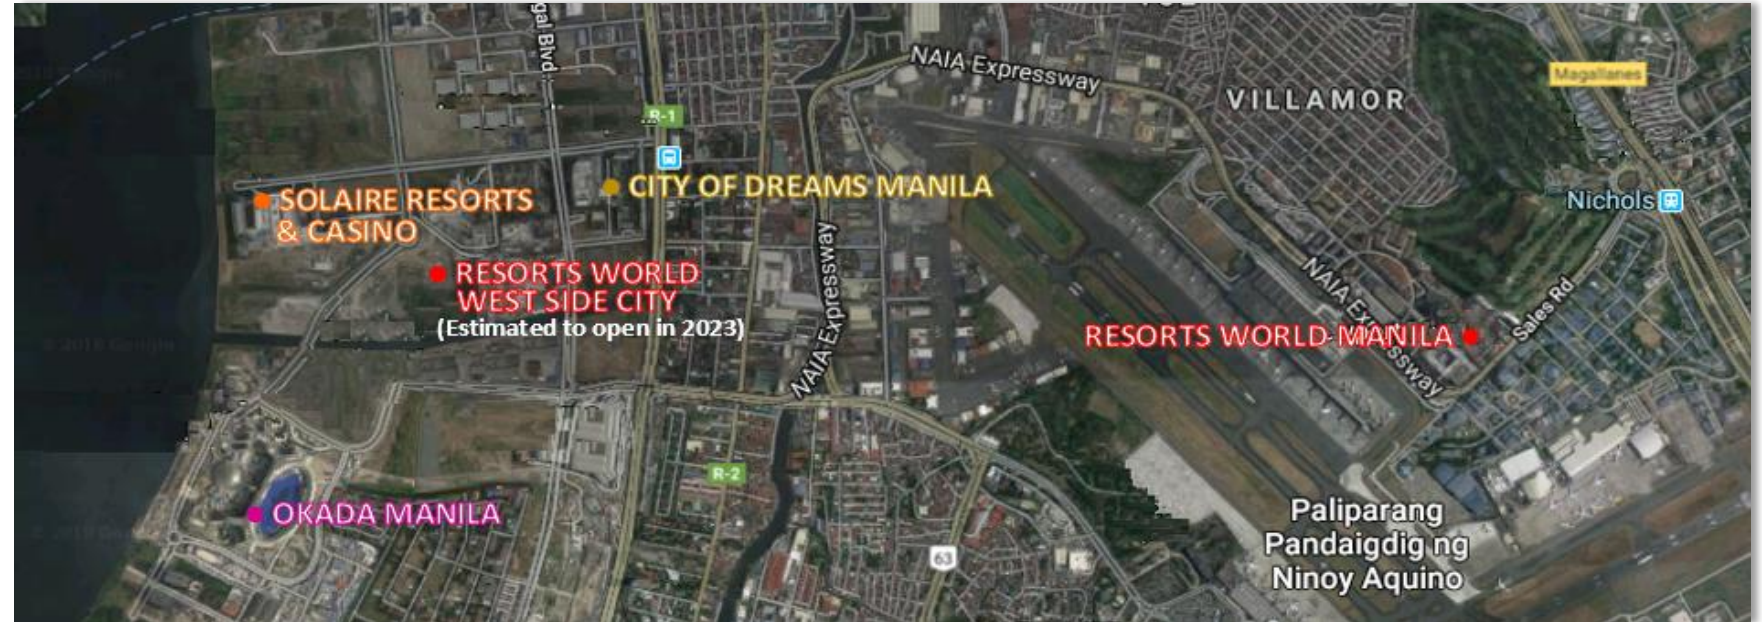 gal Blvd.
NAIA Expressway
VILLAMOR
Magallanes
R-1
CITY OF DREAMS MANILA
SOLAIRE RESORTS
& CASINO
Nichols
NAIA Expressway
RESORTS WORLD
WEST SIDE CITY
(Estimated to open in 2023)
NAIA Expressway
Sales Rd
RESORTS WORLD MANILA
R-2
OKADA MANILA
63
Paliparang
Pandaigdig ng
Ninoy Aquino